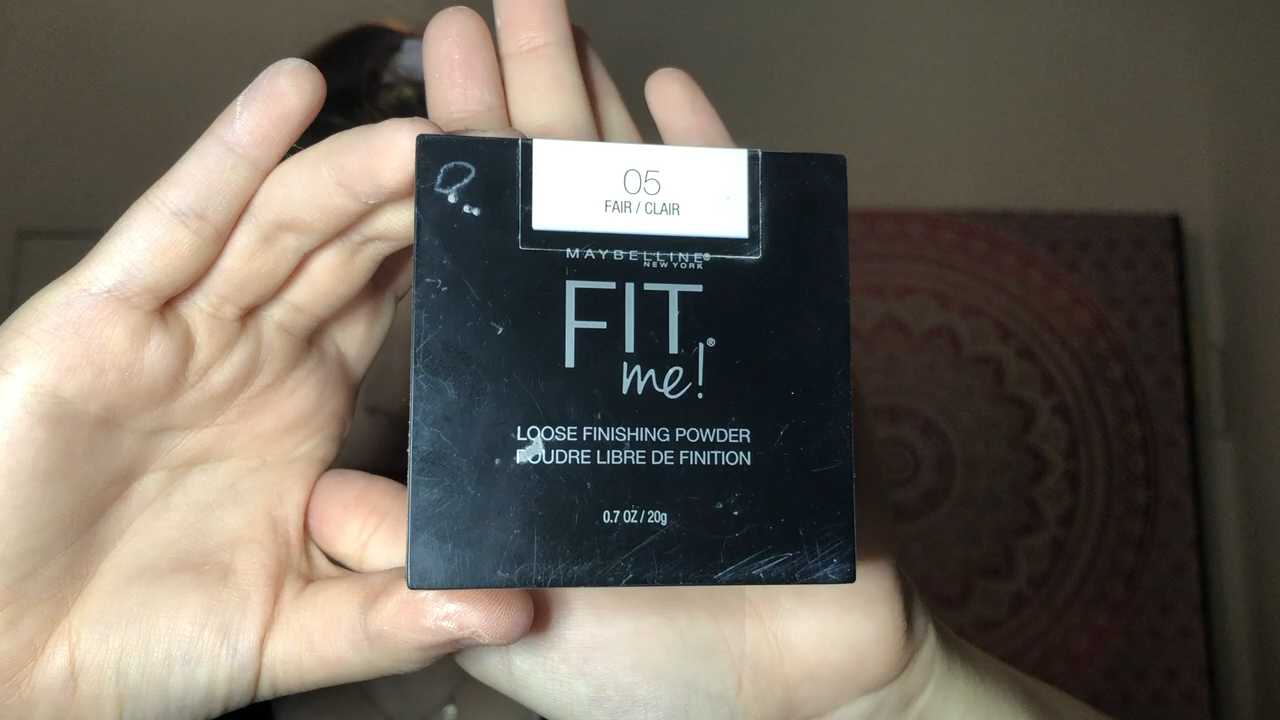 05
FAIR / CLAIR
MAYBELLINE®
NEW YORK
FIT
me!®
LOOSE FINISHING POWDER
POUDRE LIBRE DE FINITION
0.7 OZ / 20g